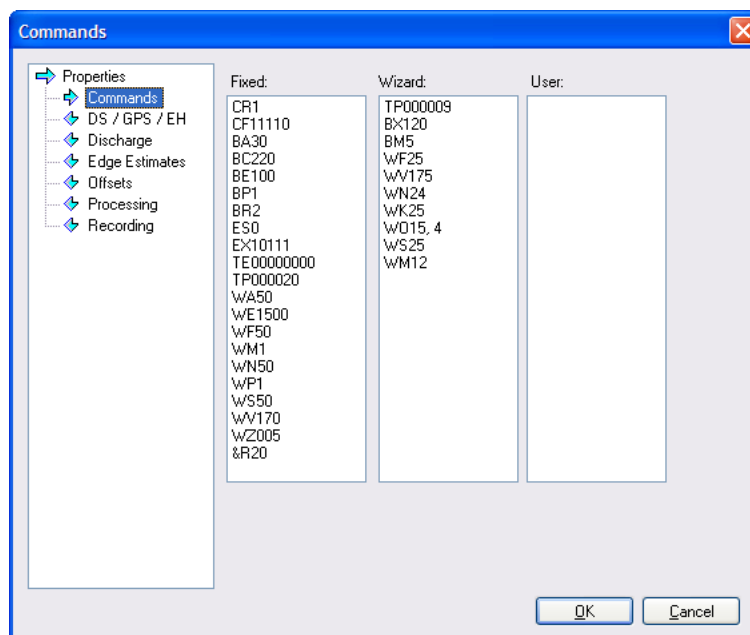 Commands
Properties
Commands
DS / GPS / EH
Discharge
Edge Estimates
Offsets
Processing
Recording
Fixed:
CR1
CF11110
BA30
BC220
BE100
BP1
BR2
ES0
EX10111
TE00000000
TP000020
WA50
WE1500
WF50
WM1
WN50
WP1
WS50
WV170
WZ005
&R20
Wizard:
TP000009
BX120
BM5
WF25
WV175
WN24
WK25
WO15, 4
WS25
WM12
User:
OK
Cancel